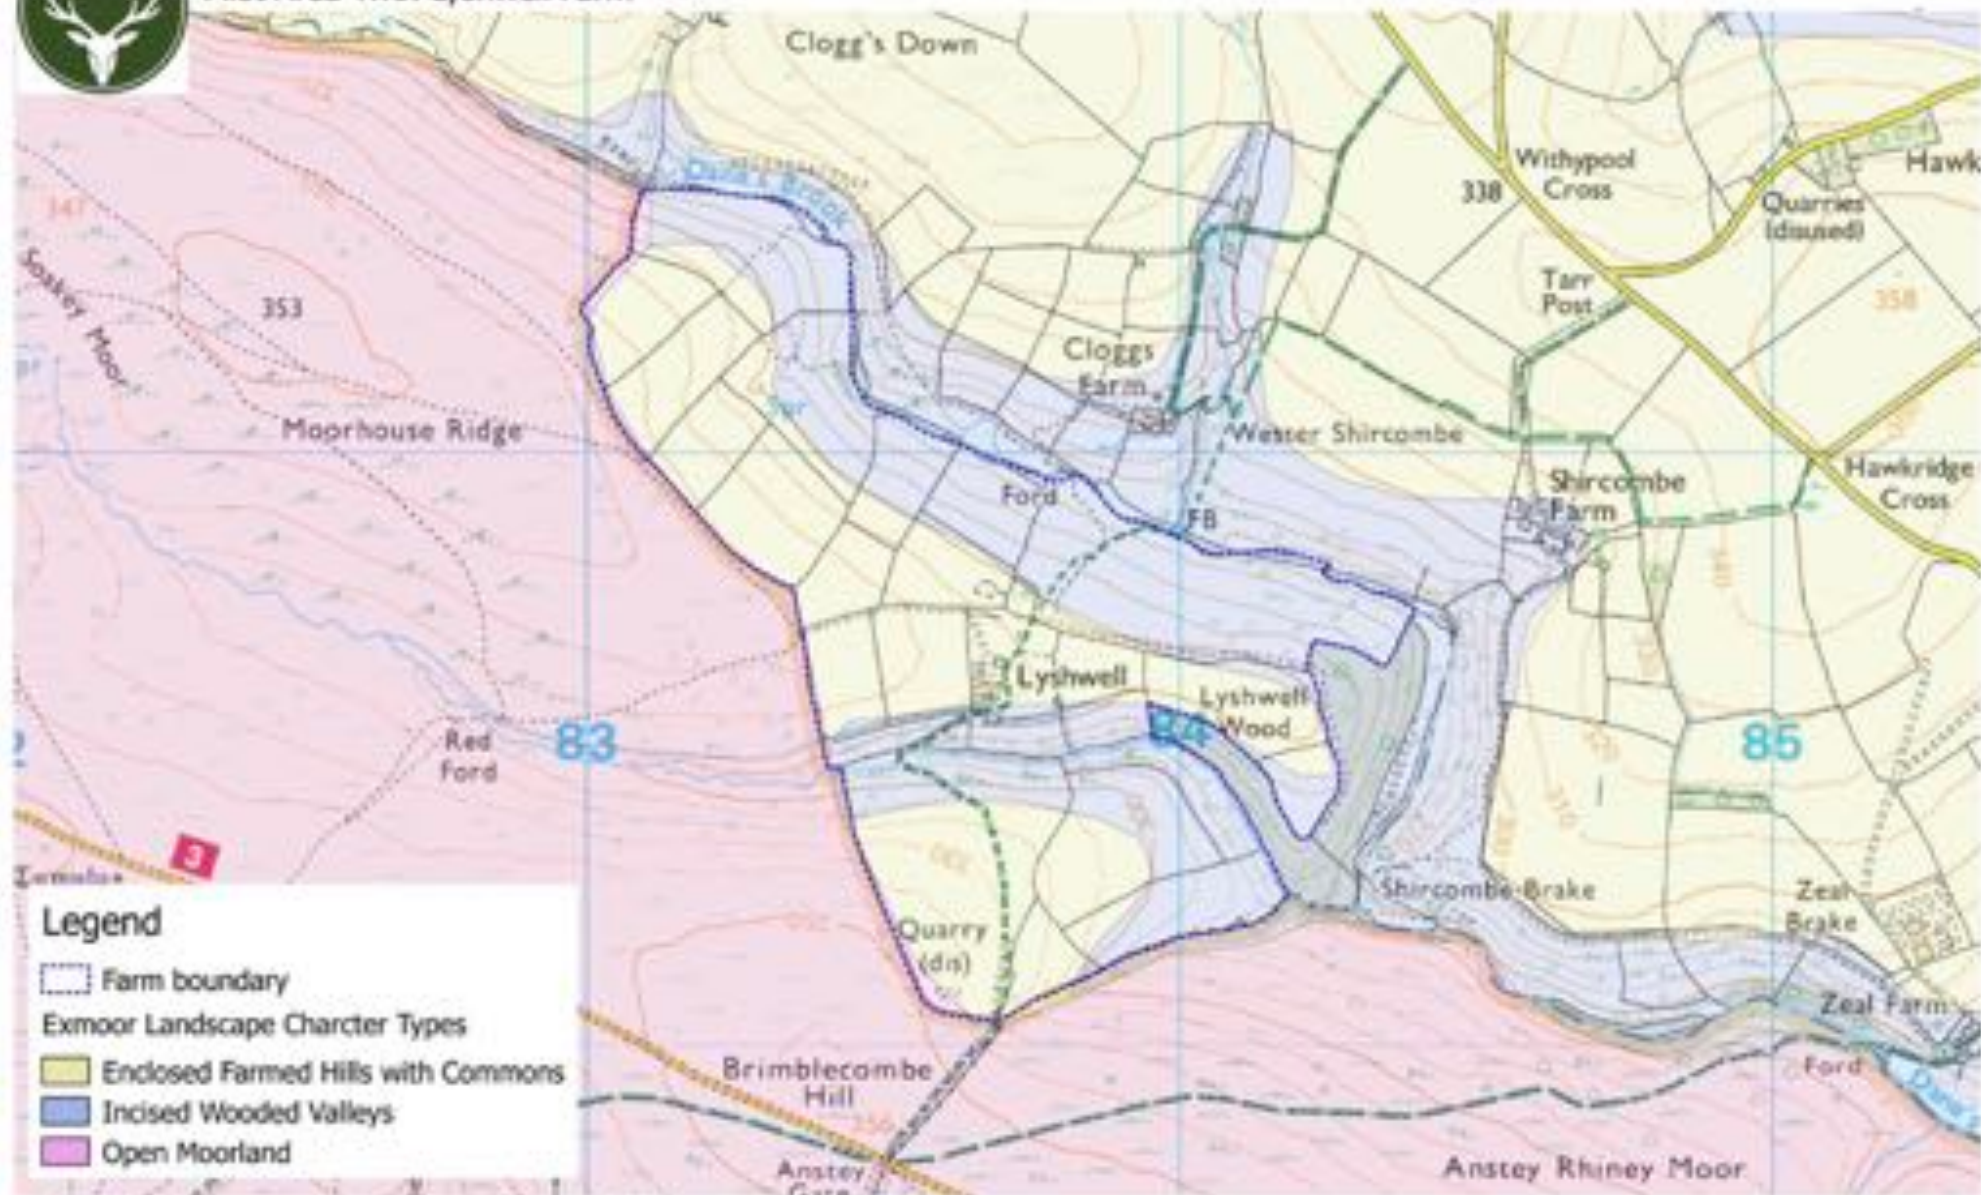 Clogg's Down
Withypool
Cross
338
Hawk
Quarries
(disused)
347
Tarr
Post
358
Soakey Moor
353
Cloggs
Farm
Moorhouse Ridge
Wester Shircombe
Hawkridge
Cross
Shircombe
Farm
Ford
FB
Lyshwell
Lyshwell
Wood
Red
Ford
83
84
85
3
Shircombe Brake
Zeal
Brake
Quarry
(dis)
Zeal Farm
Ford
Brimblecombe
Hill
Anstey
Anstey Rhiney Moor
Legend
Farm boundary
Exmoor Landscape Charcter Types
Enclosed Farmed Hills with Commons
Incised Wooded Valleys
Open Moorland